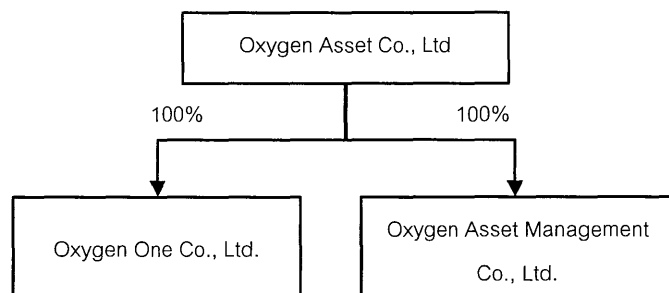 Oxygen Asset Co., Ltd
100%
100%
Oxygen One Co., Ltd.
Oxygen Asset Management
Co., Ltd.